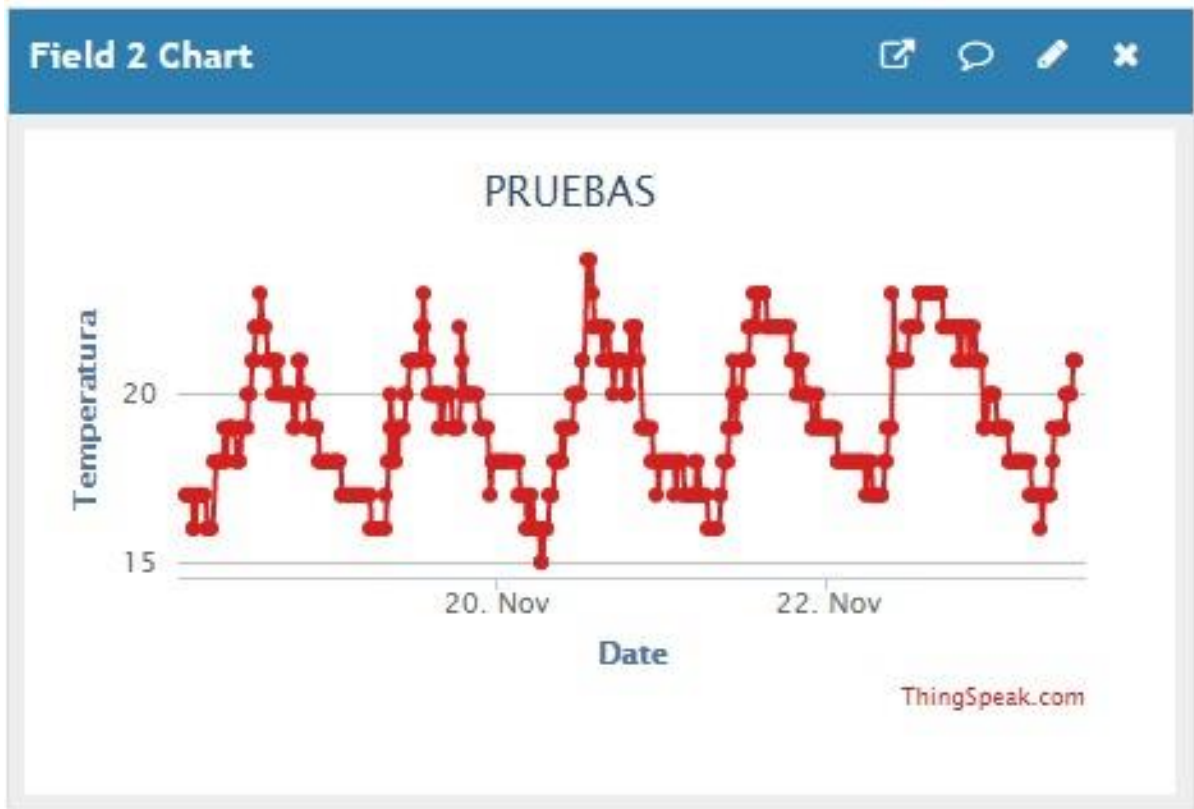 Field 2 Chart
PRUEBAS
Temperatura
20
15
20. Nov
22. Nov
Date
ThingSpeak.com